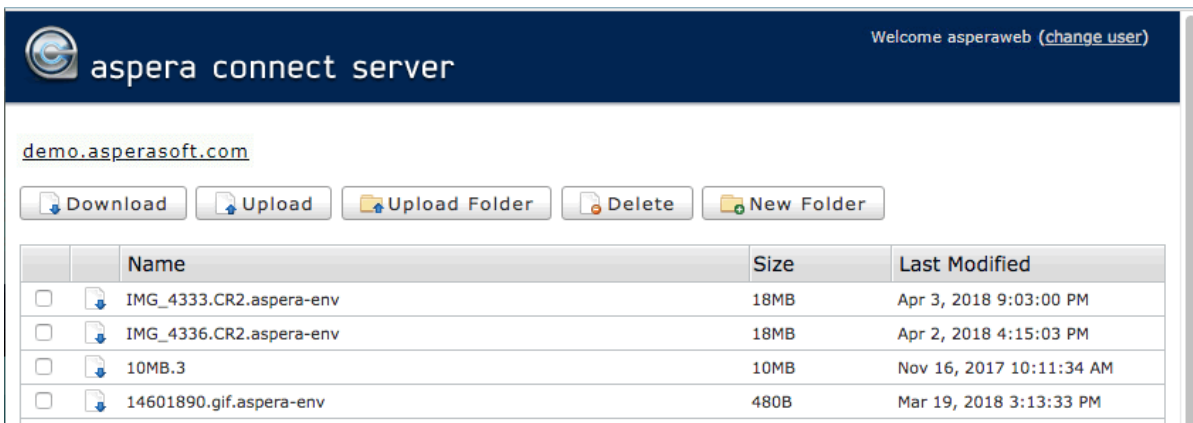 Welcome asperaweb (change user)
aspera connect server
demo.asperasoft.com
Download Upload Upload Folder Delete New Folder
Name Size Last Modified
IMG_4333.CR2.aspera-env 18MB Apr 3, 2018 9:03:00 PM
IMG_4336.CR2.aspera-env 18MB Apr 2, 2018 4:15:03 PM
10MB.3 10MB Nov 16, 2017 10:11:34 AM
14601890.gif.aspera-env 480B Mar 19, 2018 3:13:33 PM